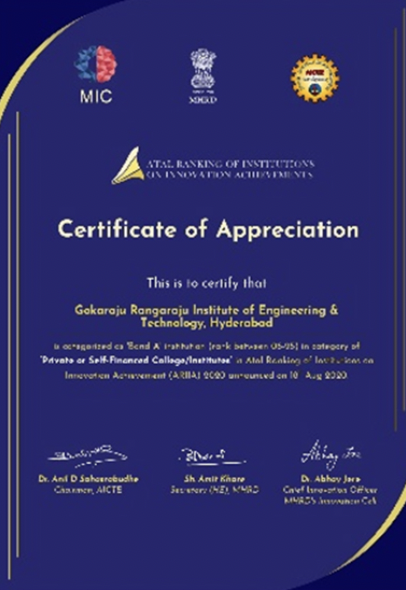 MIC
MHRD
AICTE
ATAL RANKING OF INSTITUTIONS
ON INNOVATION ACHIEVEMENTS
Certificate of Appreciation
This is to certify that
Gokaraju Rangaraju Institute of Engineering &
Technology, Hyderabad
is categorized as 'Band A' institution (rank between 06-25) in category of
'Private or Self-Financed College/Institutes' in Atal Ranking of Institutions on
Innovation Achievement (ARIIA) 2020 announced on 18 Aug 2020.
Dr. Anil D Sahasrabudhe
Chairman, AICTE
Sh. Amit Khare
Secretary (HE), MHRD
Dr. Abhay Jere
Chief Innovation Officer
MHRD's Innovation Cell